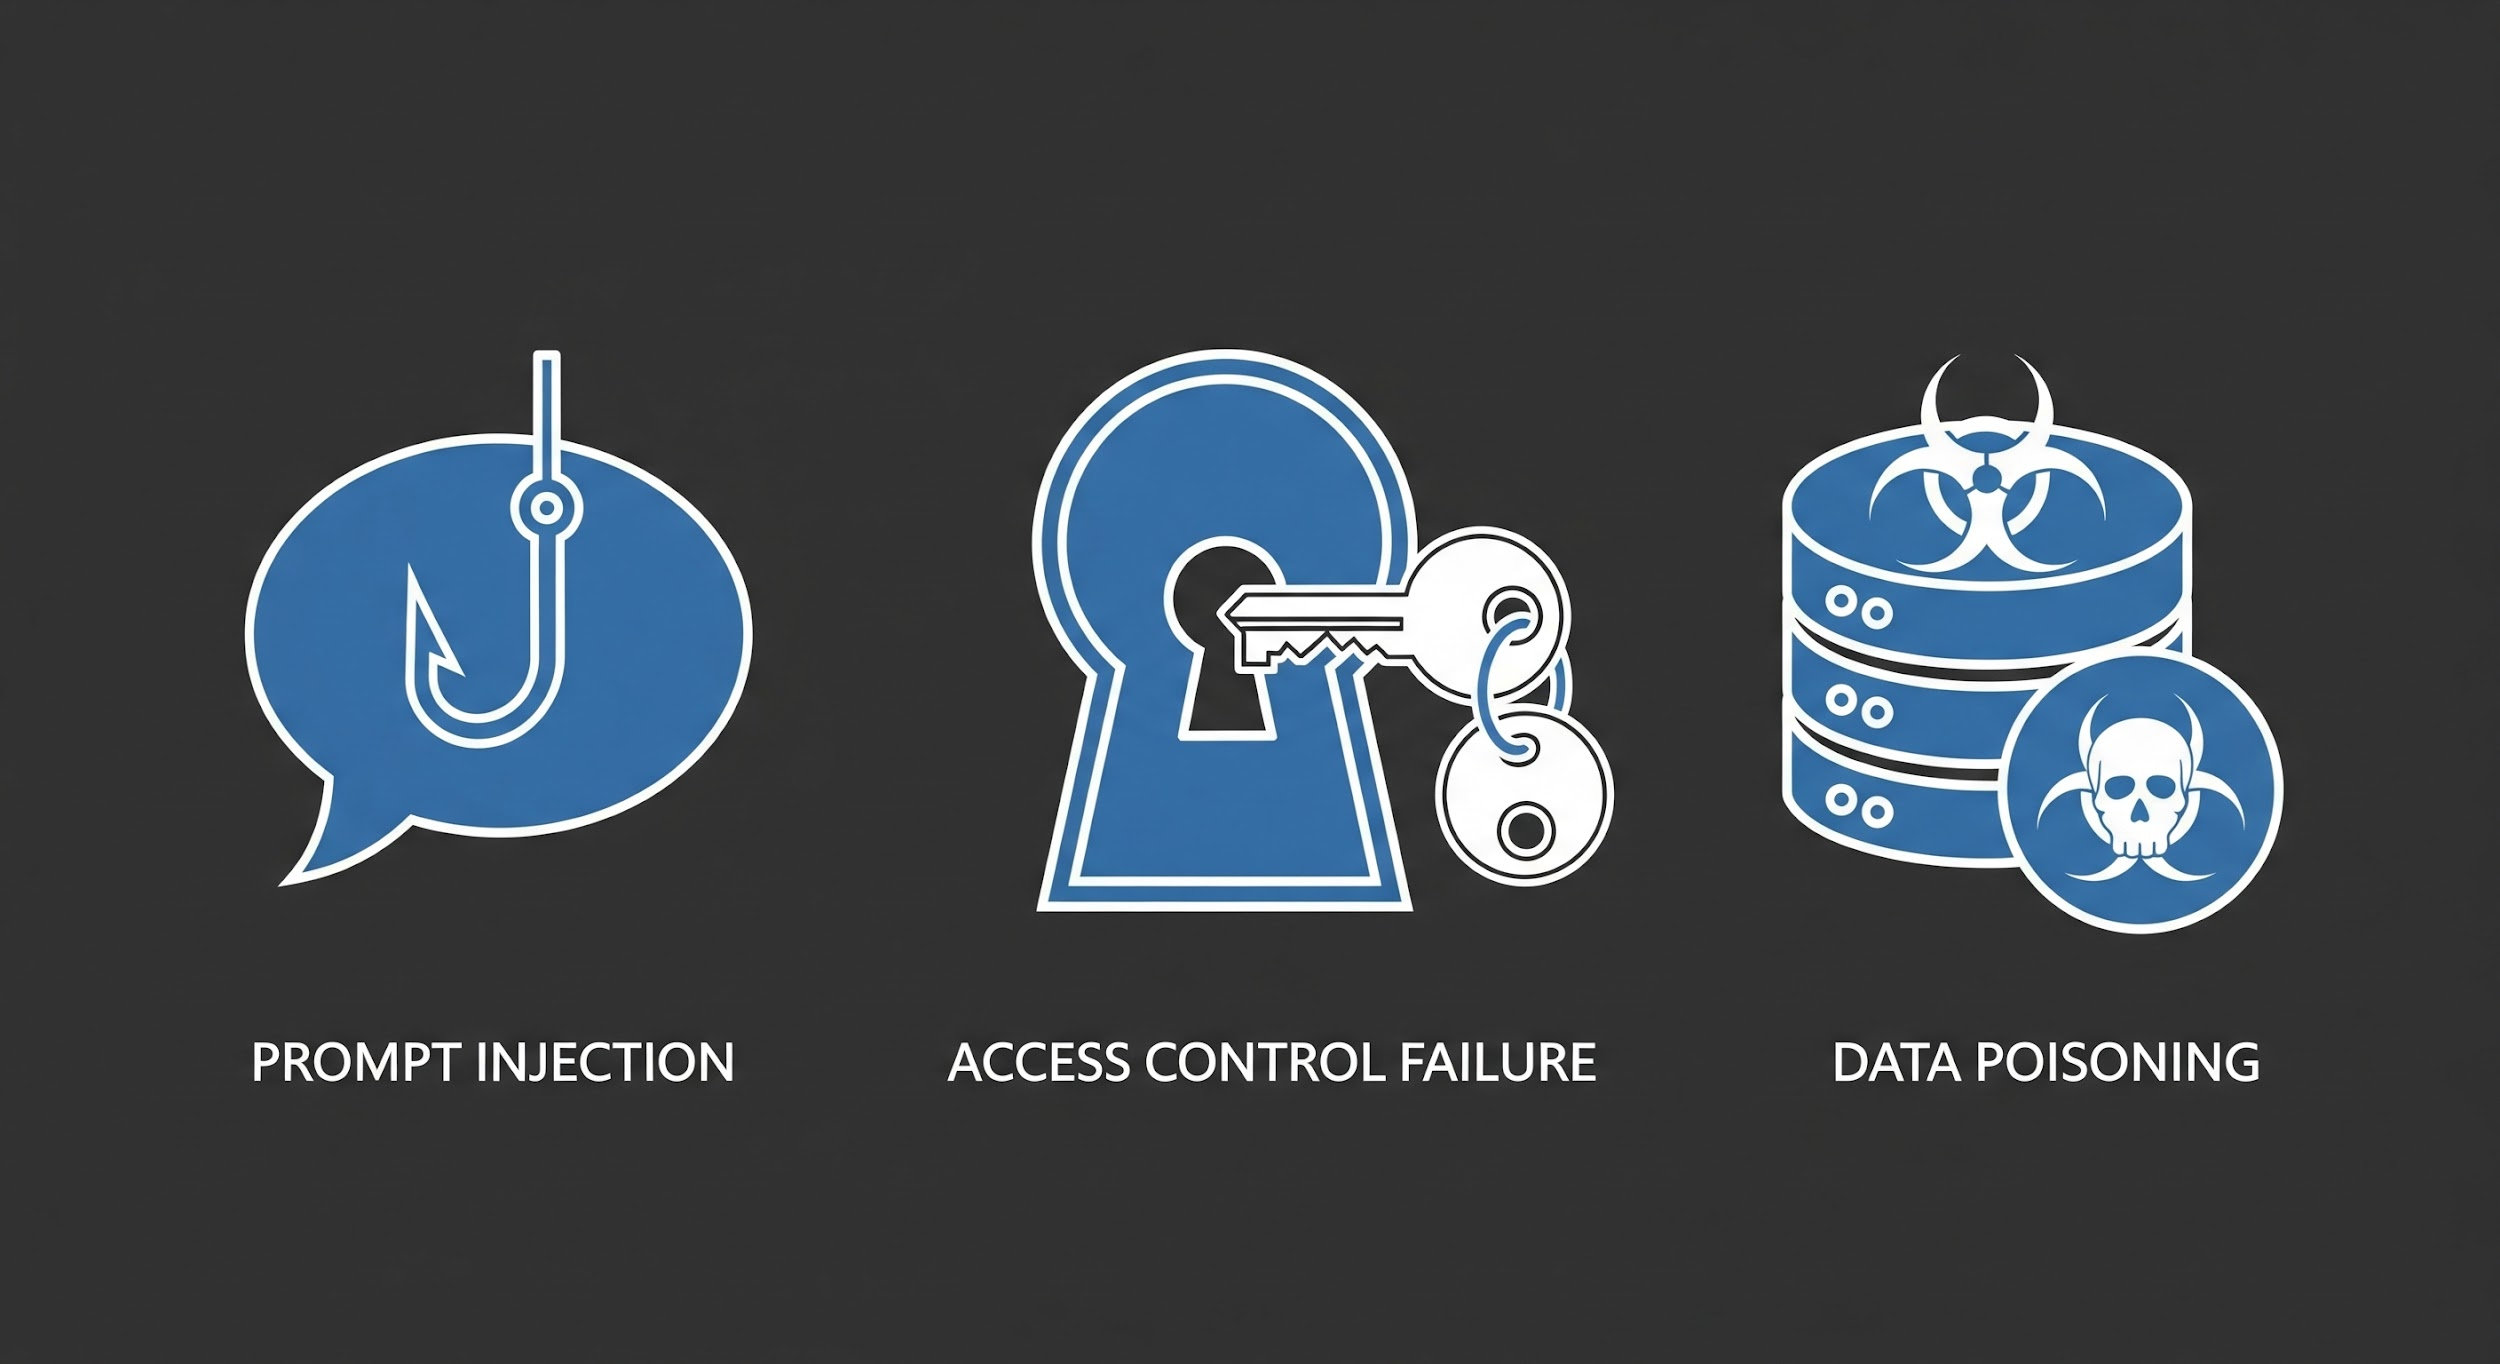 PROMPT INJECTION
ACCESS CONTROL FAILURE
DATA POISONING